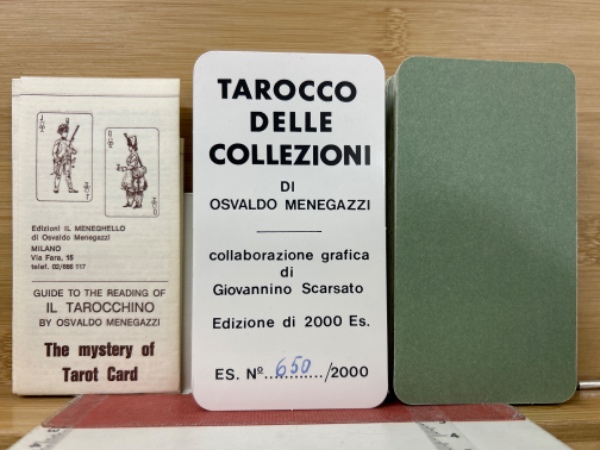 Edizioni IL MENEGHELLO
di Osvaldo Menegazzi
MILANO
Via Fara, 15
telef. 02/666 117
GUIDE TO THE READING OF
IL TAROCCHINO
BY OSVALDO MENEGAZZI
The mystery of
Tarot Card
TAROCCO
DELLE
COLLEZIONI
DI
OSVALDO MENEGAZZI
collaborazione grafica
di
Giovannino Scarsato
Edizione di 2000 Es.
ES. Nº 650 /2000